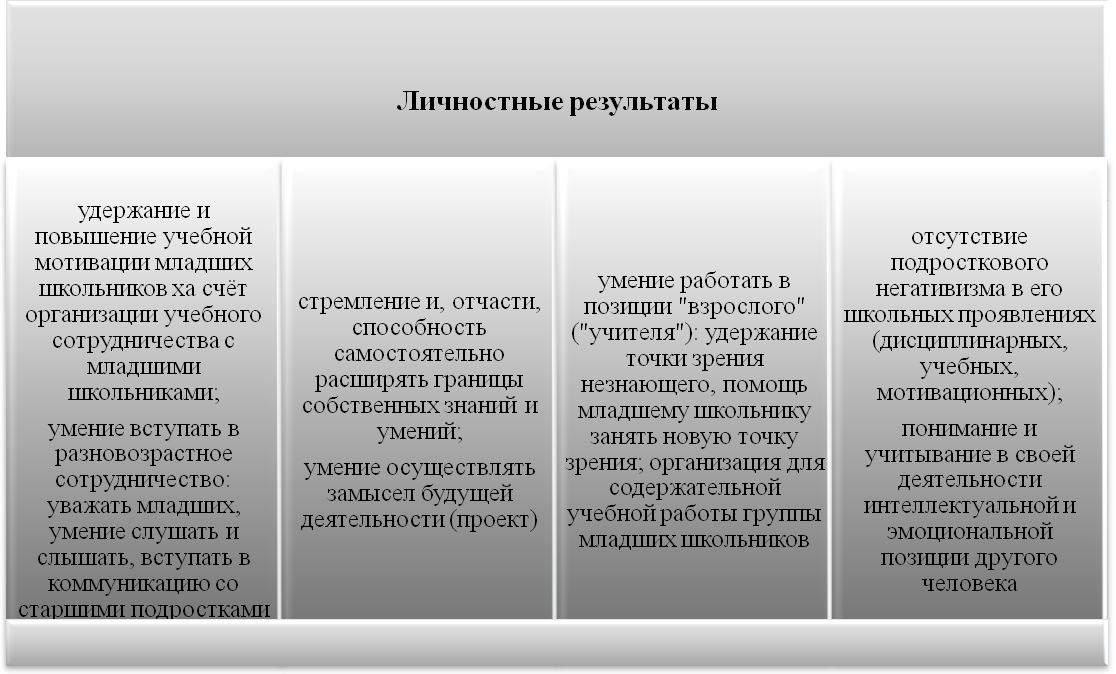 Личностные результаты
удержание и
повышение учебной
мотивации младших
школьников ха счёт
организации учебного
сотрудничества с
младшими
школьниками;
умение вступать в
разновозрастное
сотрудничество:
уважать младших,
умение слушать и
слышать, вступать в
коммуникацию со
старшими подростками
стремление и, отчасти,
способность
самостоятельно
расширять границы
собственных знаний и
умений;
умение осуществлять
замысел будущей
деятельности (проект)
умение работать в
позиции "взрослого"
("учителя"): удержание
точки зрения
незнающего, помощь
младшему школьнику
занять новую точку
зрения; организация для
содержательной
учебной работы группы
младших школьников
отсутствие
подросткового
негативизма в его
школьных проявлениях
(дисциплинарных,
учебных,
мотивационных);
понимание и
учитывание в своей
деятельности
интеллектуальной и
эмоциональной
позиции другого
человека